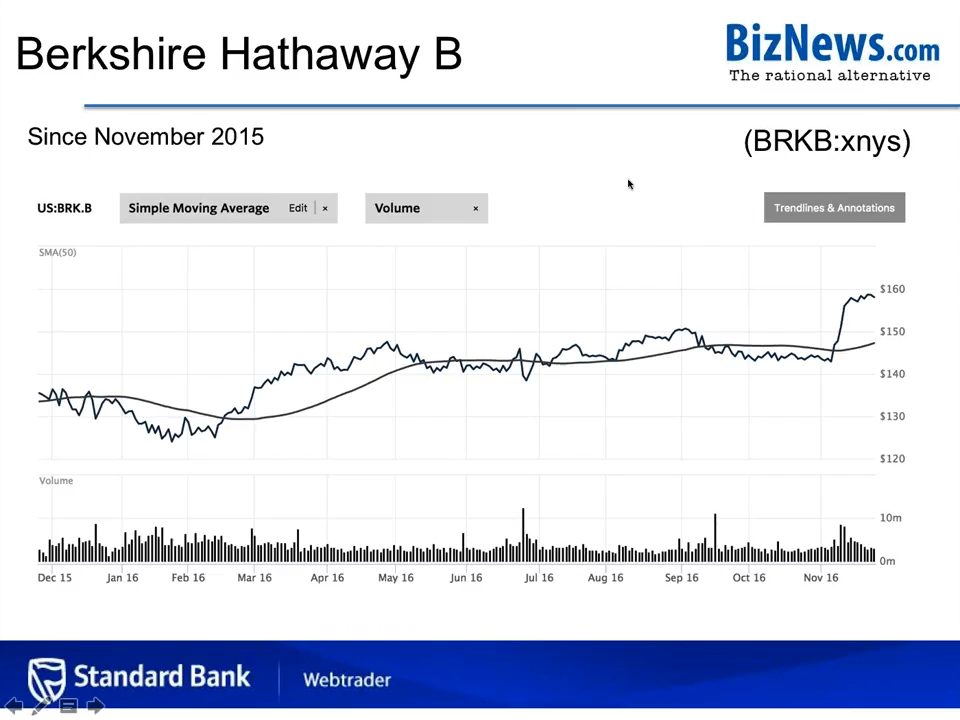 Berkshire Hathaway B
BizNews.com
The rational alternative
Since November 2015
(BRKB:xnys)
US:BRK.B
Simple Moving Average Edit ×
Volume ×
Trendlines & Annotations
SMA(50)
$160
$150
$140
$130
$120
Volume
10m
0m
Dec 15 Jan 16 Feb 16 Mar 16 Apr 16 May 16 Jun 16 Jul 16 Aug 16 Sep 16 Oct 16 Nov 16
Standard Bank Webtrader